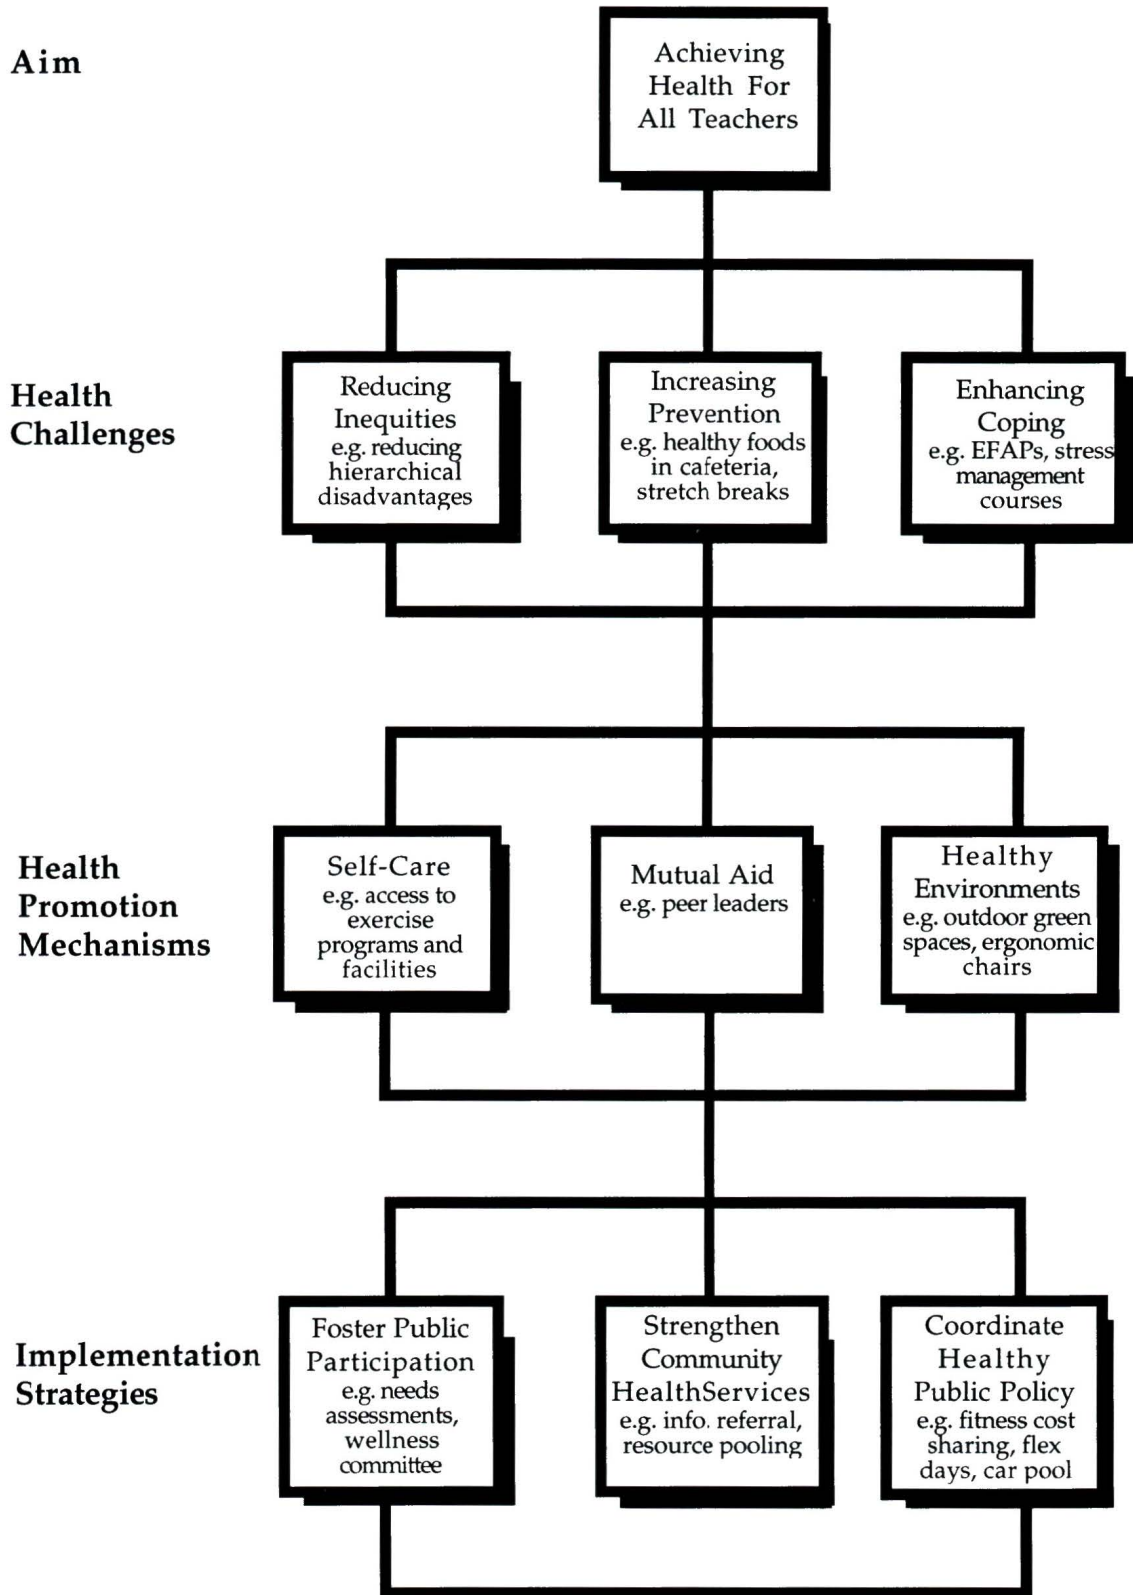 Aim
Achieving
Health For
All Teachers
Health
Challenges
Reducing
Inequities
e.g. reducing
hierarchical
disadvantages
Increasing
Prevention
e.g. healthy foods
in cafeteria,
stretch breaks
Enhancing
Coping
e.g. EFAPs, stress
management
courses
Health
Promotion
Mechanisms
Self-Care
e.g. access to
exercise
programs and
facilities
Mutual Aid
e.g. peer leaders
Healthy
Environments
e.g. outdoor green
spaces, ergonomic
chairs
Implementation
Strategies
Foster Public
Participation
e.g. needs
assessments,
wellness
committee
Strengthen
Community
HealthServices
e.g. info. referral,
resource pooling
Coordinate
Healthy
Public Policy
e.g. fitness cost
sharing, flex
days, car pool